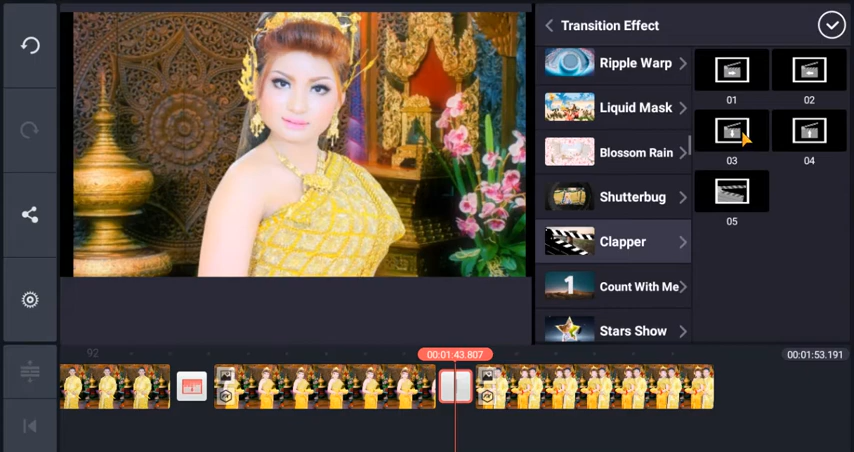 Transition Effect
Ripple Warp
Liquid Mask
Blossom Rain
Shutterbug
Clapper
1
Count With Me
Stars Show
01
02
03
04
05
92
00:01:43.807
00:01:53.191